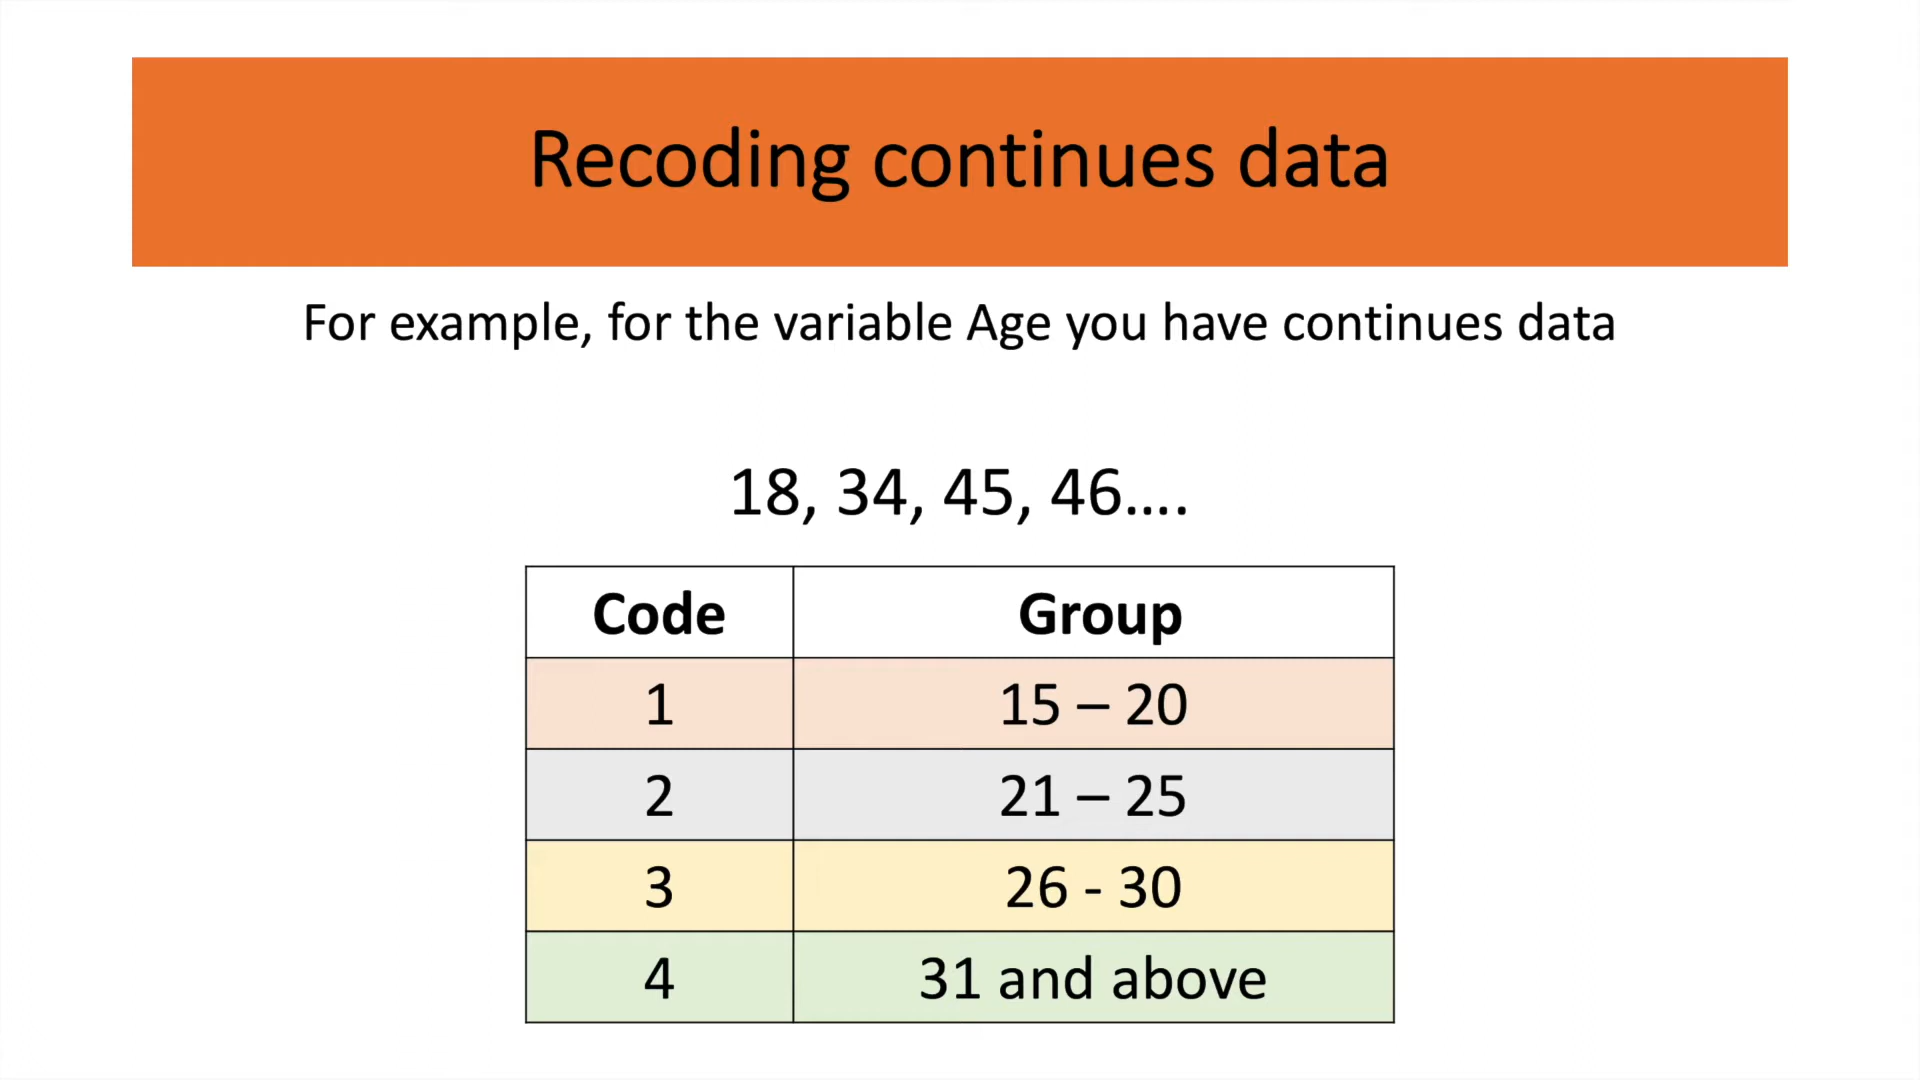 Recoding continues data
For example, for the variable Age you have continues data
18, 34, 45, 46....
Code Group
1 15 – 20
2 21 – 25
3 26 - 30
4 31 and above